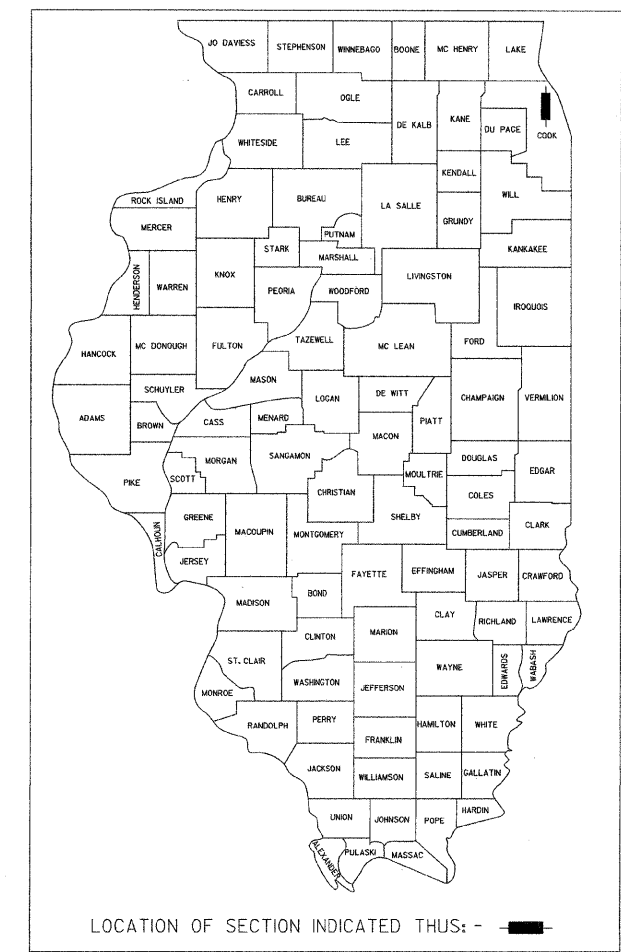 JO DAVIESS
STEPHENSON
WINNEBAGO
BOONE
MC HENRY
LAKE
CARROLL
OGLE
DE KALB
KANE
DU PAGE
COOK
WHITESIDE
LEE
KENDALL
WILL
ROCK ISLAND
HENRY
BUREAU
LA SALLE
GRUNDY
MERCER
PUTNAM
STARK
MARSHALL
KANKAKEE
HENDERSON
WARREN
KNOX
PEORIA
WOODFORD
LIVINGSTON
IROQUOIS
HANCOCK
MC DONOUGH
FULTON
TAZEWELL
MC LEAN
FORD
SCHUYLER
MASON
LOGAN
DE WITT
CHAMPAIGN
VERMILION
ADAMS
BROWN
CASS
MENARD
MACON
PIATT
PIKE
SCOTT
MORGAN
SANGAMON
CHRISTIAN
MOULTRIE
DOUGLAS
EDGAR
COLES
CALHOUN
GREENE
MACOUPIN
MONTGOMERY
SHELBY
CUMBERLAND
CLARK
JERSEY
FAYETTE
EFFINGHAM
JASPER
CRAWFORD
MADISON
BOND
CLAY
RICHLAND
LAWRENCE
CLINTON
MARION
ST. CLAIR
WAYNE
EDWARDS
WABASH
WASHINGTON
JEFFERSON
MONROE
RANDOLPH
PERRY
HAMILTON
WHITE
FRANKLIN
JACKSON
WILLIAMSON
SALINE
GALLATIN
UNION
JOHNSON
POPE
HARDIN
ALEXANDER
PULASKI
MASSAC
LOCATION OF SECTION INDICATED THUS: -